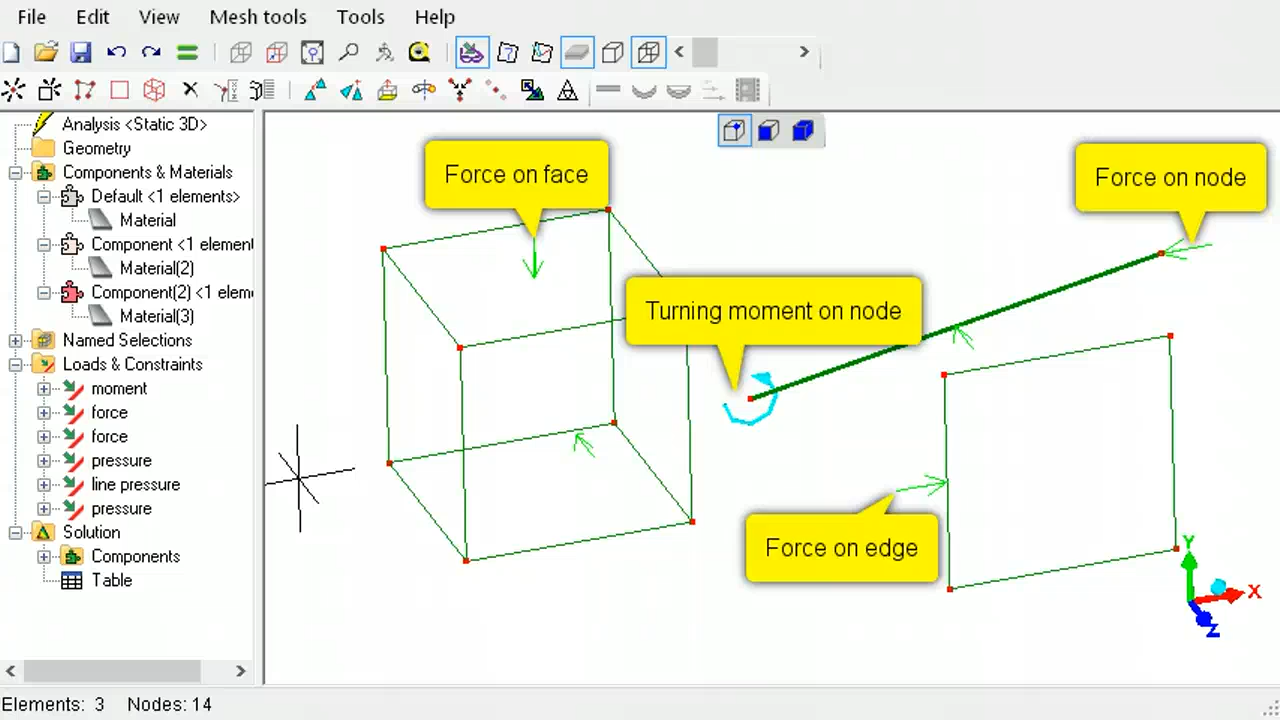 File Edit View Mesh tools Tools Help
Analysis <Static 3D>
Geometry
Components & Materials
Default <1 elements>
Material
Component <1 element
Material(2)
Component(2) <1 elem
Material(3)
Named Selections
Loads & Constraints
moment
force
force
pressure
line pressure
pressure
Solution
Components
Table
Force on face
Force on node
Turning moment on node
Force on edge
Y
X
Z
Elements: 3 Nodes: 14